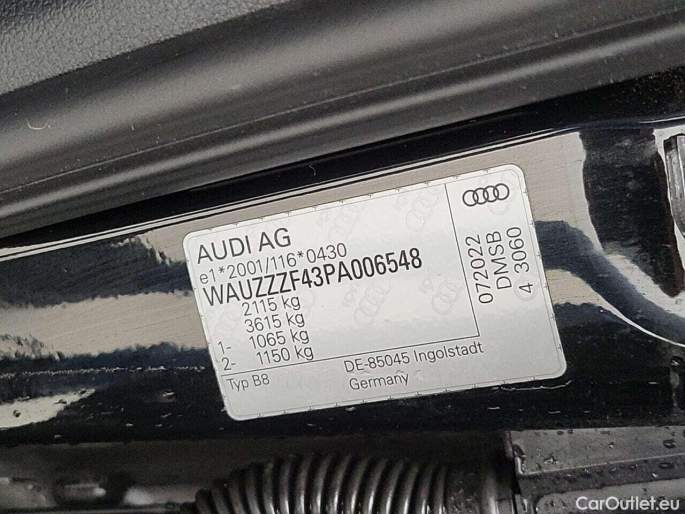 AUDI AG
e1*2001/116*0430
WAUZZZF43PA006548
2115 kg
3615 kg
1- 1065 kg
2- 1150 kg
Typ B8
DE-85045 Ingolstadt
Germany
072022
DMSB
4 3060
CarOutlet.eu